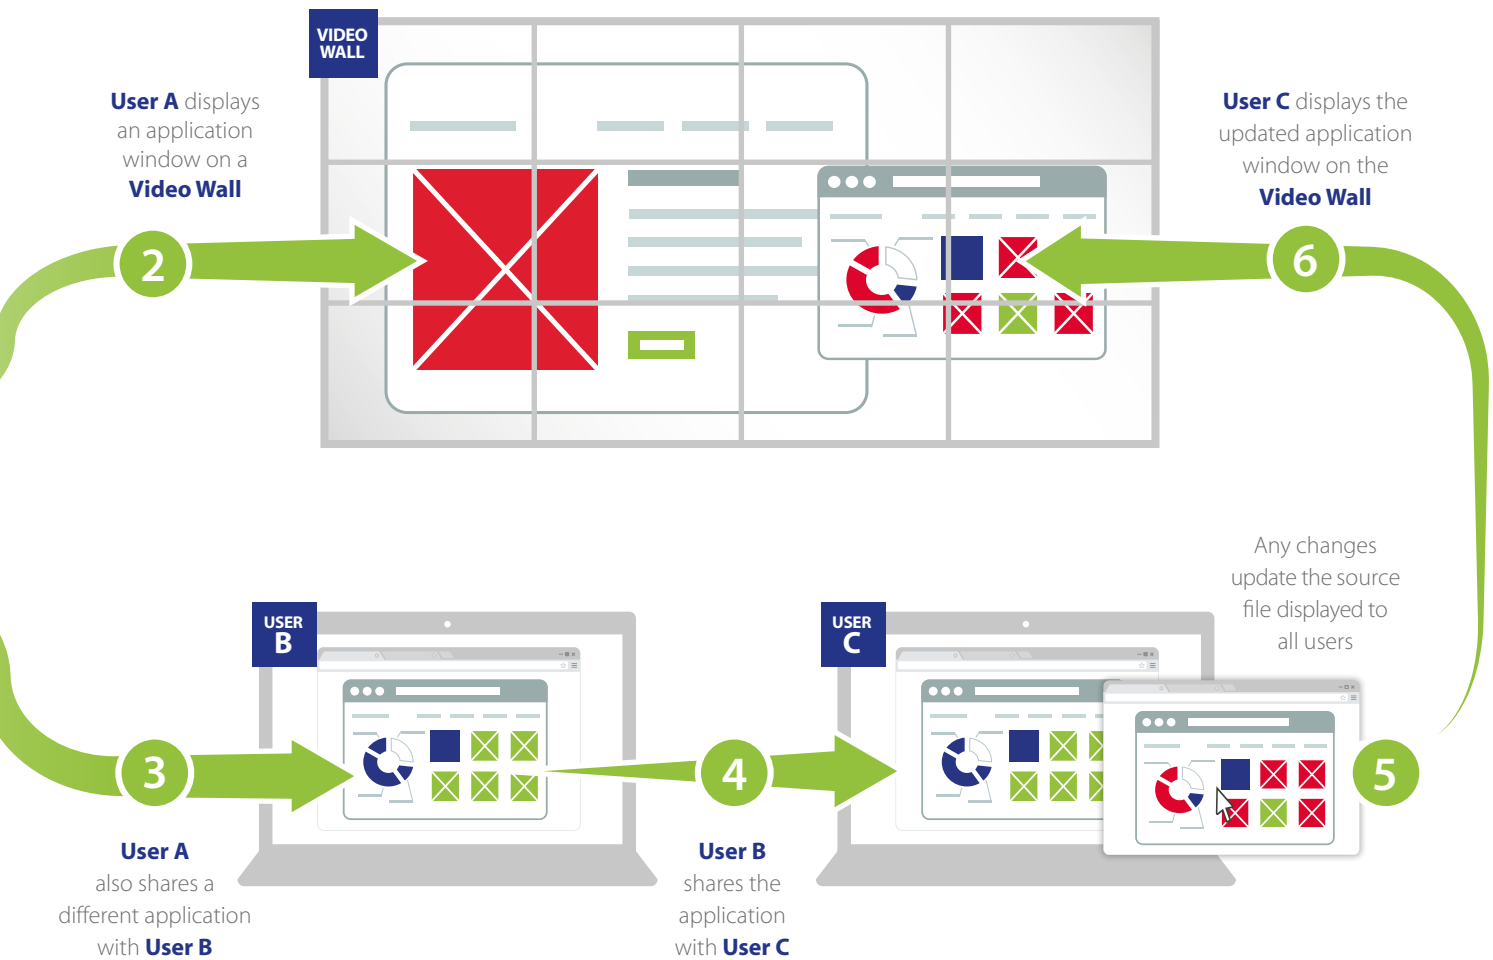 VIDEO
WALL
User A displays
an application
window on a
Video Wall
2
User C displays the
updated application
window on the
Video Wall
6
Any changes
update the source
file displayed to
all users
USER
B
USER
C
3
4
5
User A
also shares a
different application
with User B
User B
shares the
application
with User C